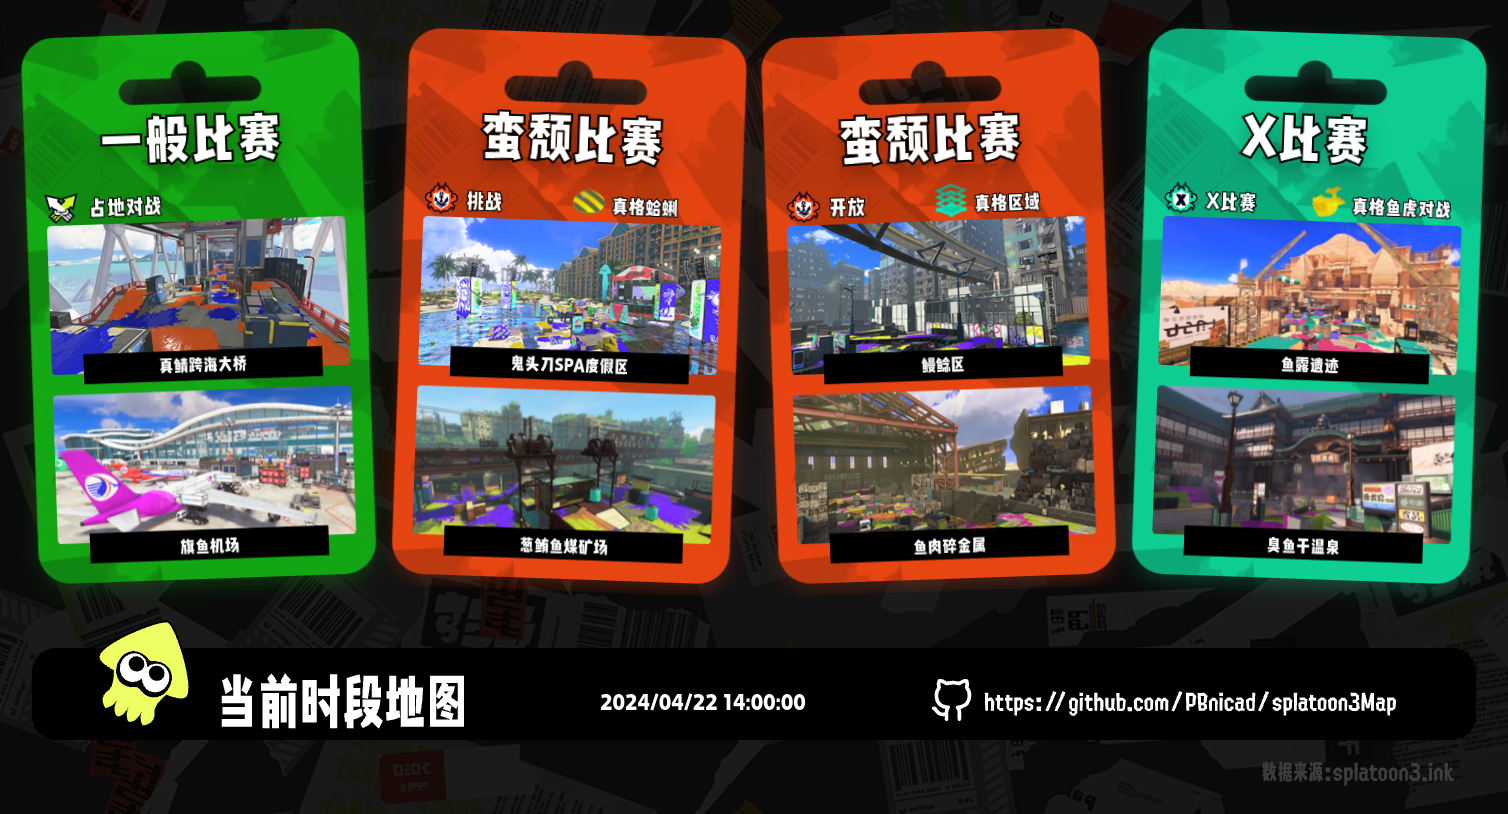 一般比赛
占地对战
真鲭跨海大桥
旗鱼机场
蛮颓比赛
挑战
真格蛤蜊
鬼头刀SPA度假区
葱鲔鱼煤矿场
蛮颓比赛
开放
真格区域
鳗鲶区
鱼肉碎金属
X比赛
X比赛
真格鱼虎对战
鱼露遗迹
臭鱼干温泉
当前时段地图
2024/04/22 14:00:00
https://github.com/PBnicad/splatoon3Map
数据来源:splatoon3.ink